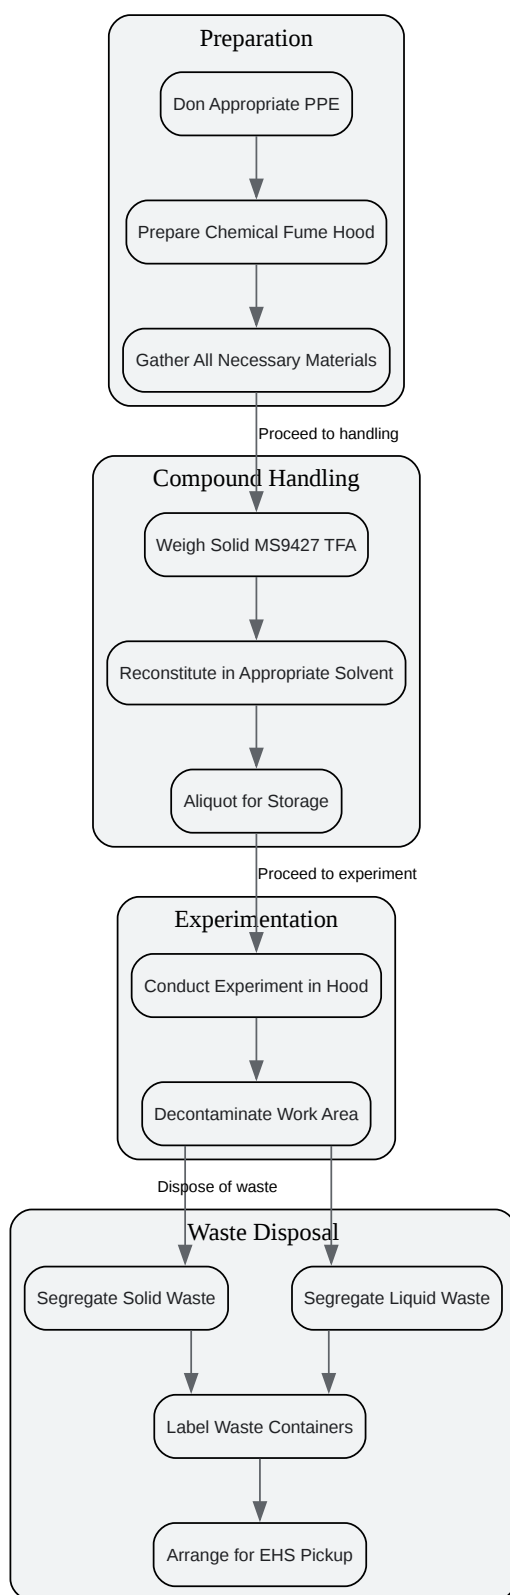 Preparation
Don Appropriate PPE
Prepare Chemical Fume Hood
Gather All Necessary Materials
Proceed to handling
Compound Handling
Weigh Solid MS9427 TFA
Reconstitute in Appropriate Solvent
Aliquot for Storage
Proceed to experiment
Experimentation
Conduct Experiment in Hood
Decontaminate Work Area
Dispose of waste
Waste Disposal
Segregate Solid Waste
Segregate Liquid Waste
Label Waste Containers
Arrange for EHS Pickup